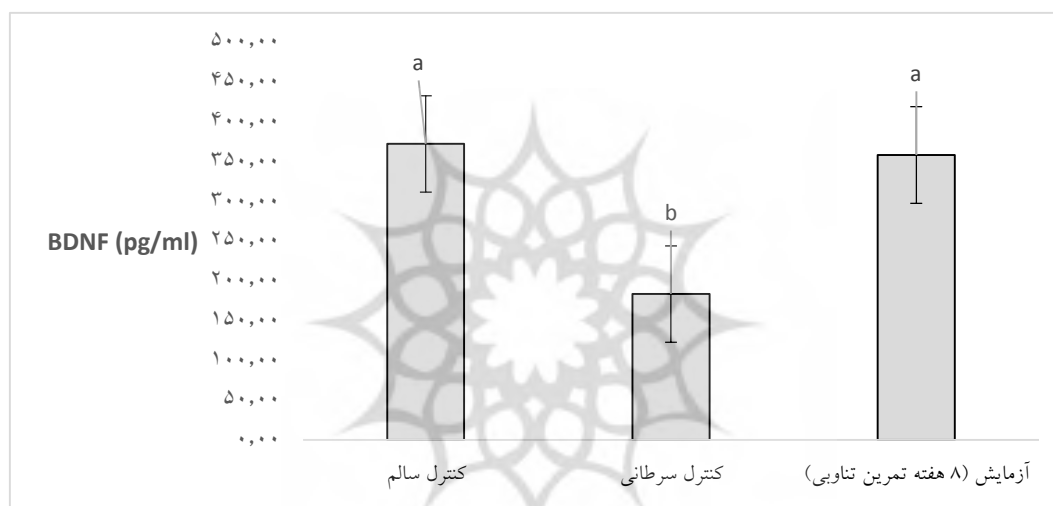 ۵۰۰,۰۰
۴۵۰,۰۰
۴۰۰,۰۰
۳۵۰,۰۰
۳۰۰,۰۰
۲۵۰,۰۰
۲۰۰,۰۰
۱۵۰,۰۰
۱۰۰,۰۰
۵۰,۰۰
۰,۰۰
BDNF (pg/ml)
a
b
a
کنترل سالم
کنترل سرطانی
آزمایش (۸ هفته تمرین تناوبی)